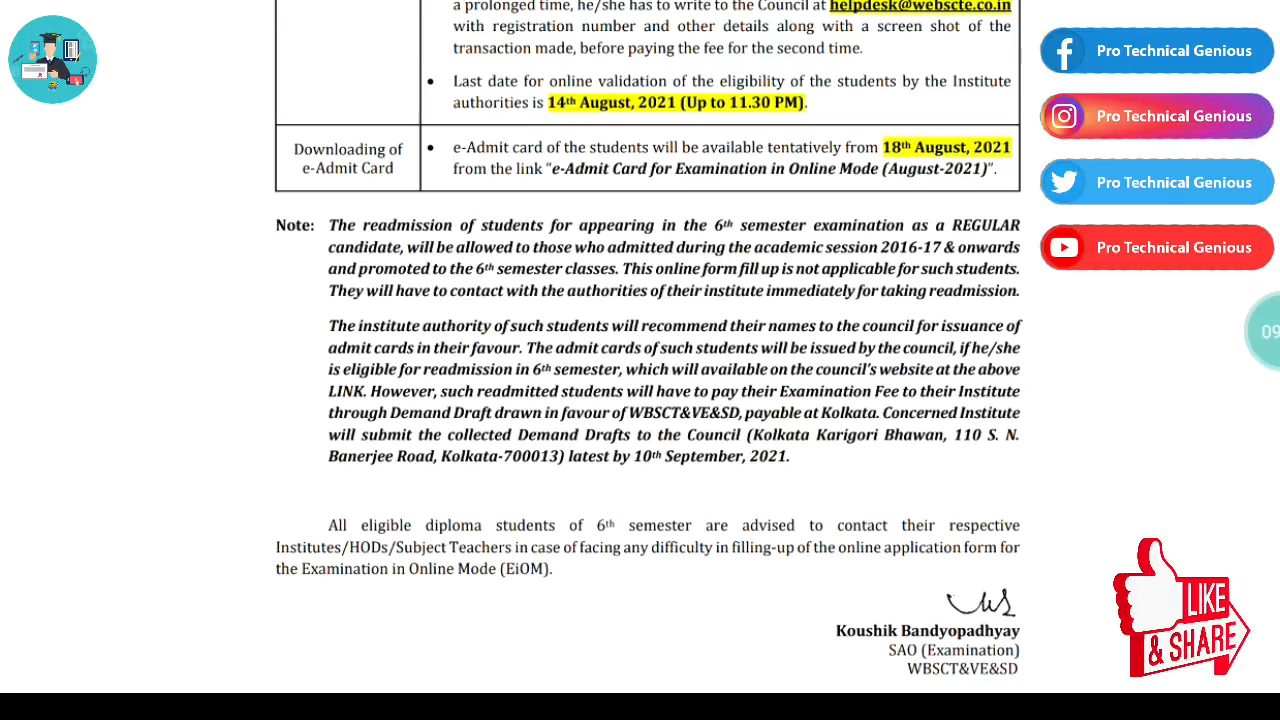 a prolonged time, he/she has to write to the Council at helpdesk@webscte.co.in
with registration number and other details along with a screen shot of the
transaction made, before paying the fee for the second time.
• Last date for online validation of the eligibility of the students by the Institute
authorities is 14th August, 2021 (Up to 11.30 PM).
Downloading of
e-Admit Card
• e-Admit card of the students will be available tentatively from 18th August, 2021
from the link "e-Admit Card for Examination in Online Mode (August-2021)".
Note: The readmission of students for appearing in the 6th semester examination as a REGULAR
candidate, will be allowed to those who admitted during the academic session 2016-17 & onwards
and promoted to the 6th semester classes. This online form fill up is not applicable for such students.
They will have to contact with the authorities of their institute immediately for taking readmission.
The institute authority of such students will recommend their names to the council for issuance of
admit cards in their favour. The admit cards of such students will be issued by the council, if he/she
is eligible for readmission in 6th semester, which will available on the council's website at the above
LINK. However, such readmitted students will have to pay their Examination Fee to their Institute
through Demand Draft drawn in favour of WBSCT&VE&SD, payable at Kolkata. Concerned Institute
will submit the collected Demand Drafts to the Council (Kolkata Karigori Bhawan, 110 S. N.
Banerjee Road, Kolkata-700013) latest by 10th September, 2021.
All eligible diploma students of 6th semester are advised to contact their respective
Institutes/HODs/Subject Teachers in case of facing any difficulty in filling-up of the online application form for
the Examination in Online Mode (EiOM).
Koushik Bandyopadhyay
SAO (Examination)
WBSCT&VE&SD
Pro Technical Genious
Pro Technical Genious
Pro Technical Genious
Pro Technical Genious
09
LIKE
& SHARE